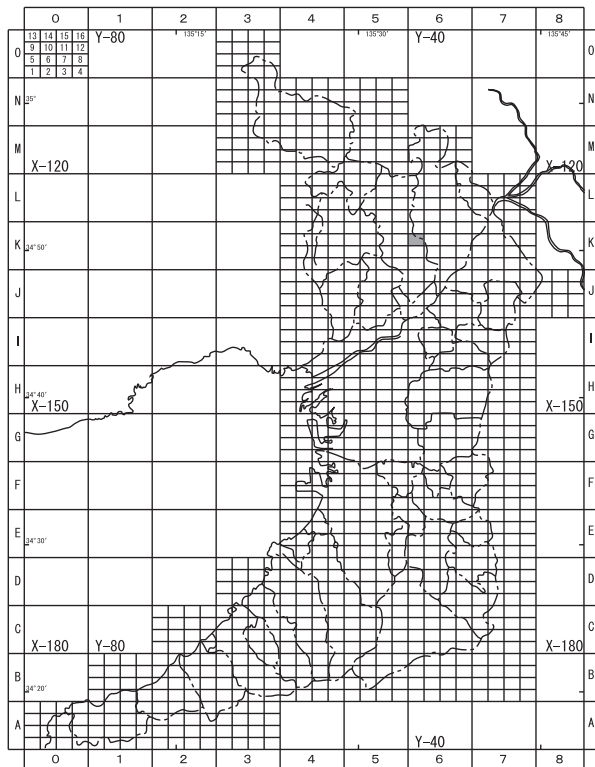 0 1 2 3 4 5 6 7 8
13 14 15 16 Y-80 135°15' 135°30' Y-40 135°45'
O 9 10 11 12 O
5 6 7 8
1 2 3 4
N 35° N
M M
X-120 X-120
L L
K K
34°50'
J J
I I
H H
34°40'
X-150 X-150
G G
F F
E E
34°30'
D D
C C
X-180 Y-80 X-180
B B
34°20'
A A
Y-40
0 1 2 3 4 5 6 7 8